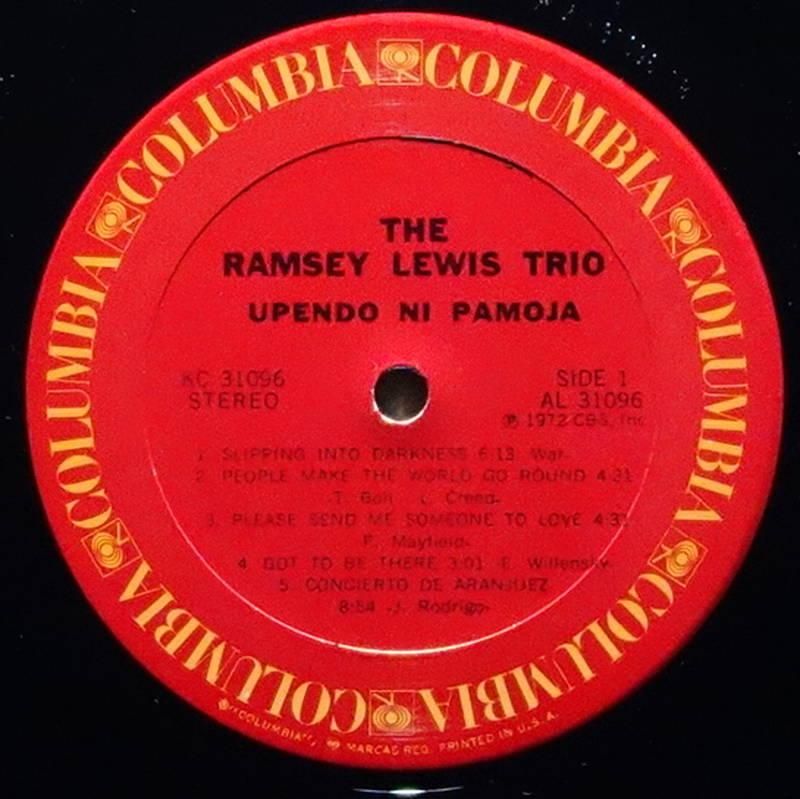 COLUMBIA COLUMBIA COLUMBIA COLUMBIA COLUMBIA COLUMBIA COLUMBIA COLUMBIA
THE
RAMSEY LEWIS TRIO
UPENDO NI PAMOJA
KC 31096
STEREO
SIDE 1
AL 31096
℗ 1972 CBS, Inc.
1. SLIPPING INTO DARKNESS 6:13 -War-
2. PEOPLE MAKE THE WORLD GO ROUND 4:31
-T. Bell - L. Creed-
3. PLEASE SEND ME SOMEONE TO LOVE 4:31
-P. Mayfield-
4. GOT TO BE THERE 3:01 -E. Willensky-
5. CONCIERTO DE ARANJUEZ
8:54 -J. Rodrigo-
®"COLUMBIA", MARCAS REG. PRINTED IN U.S.A.